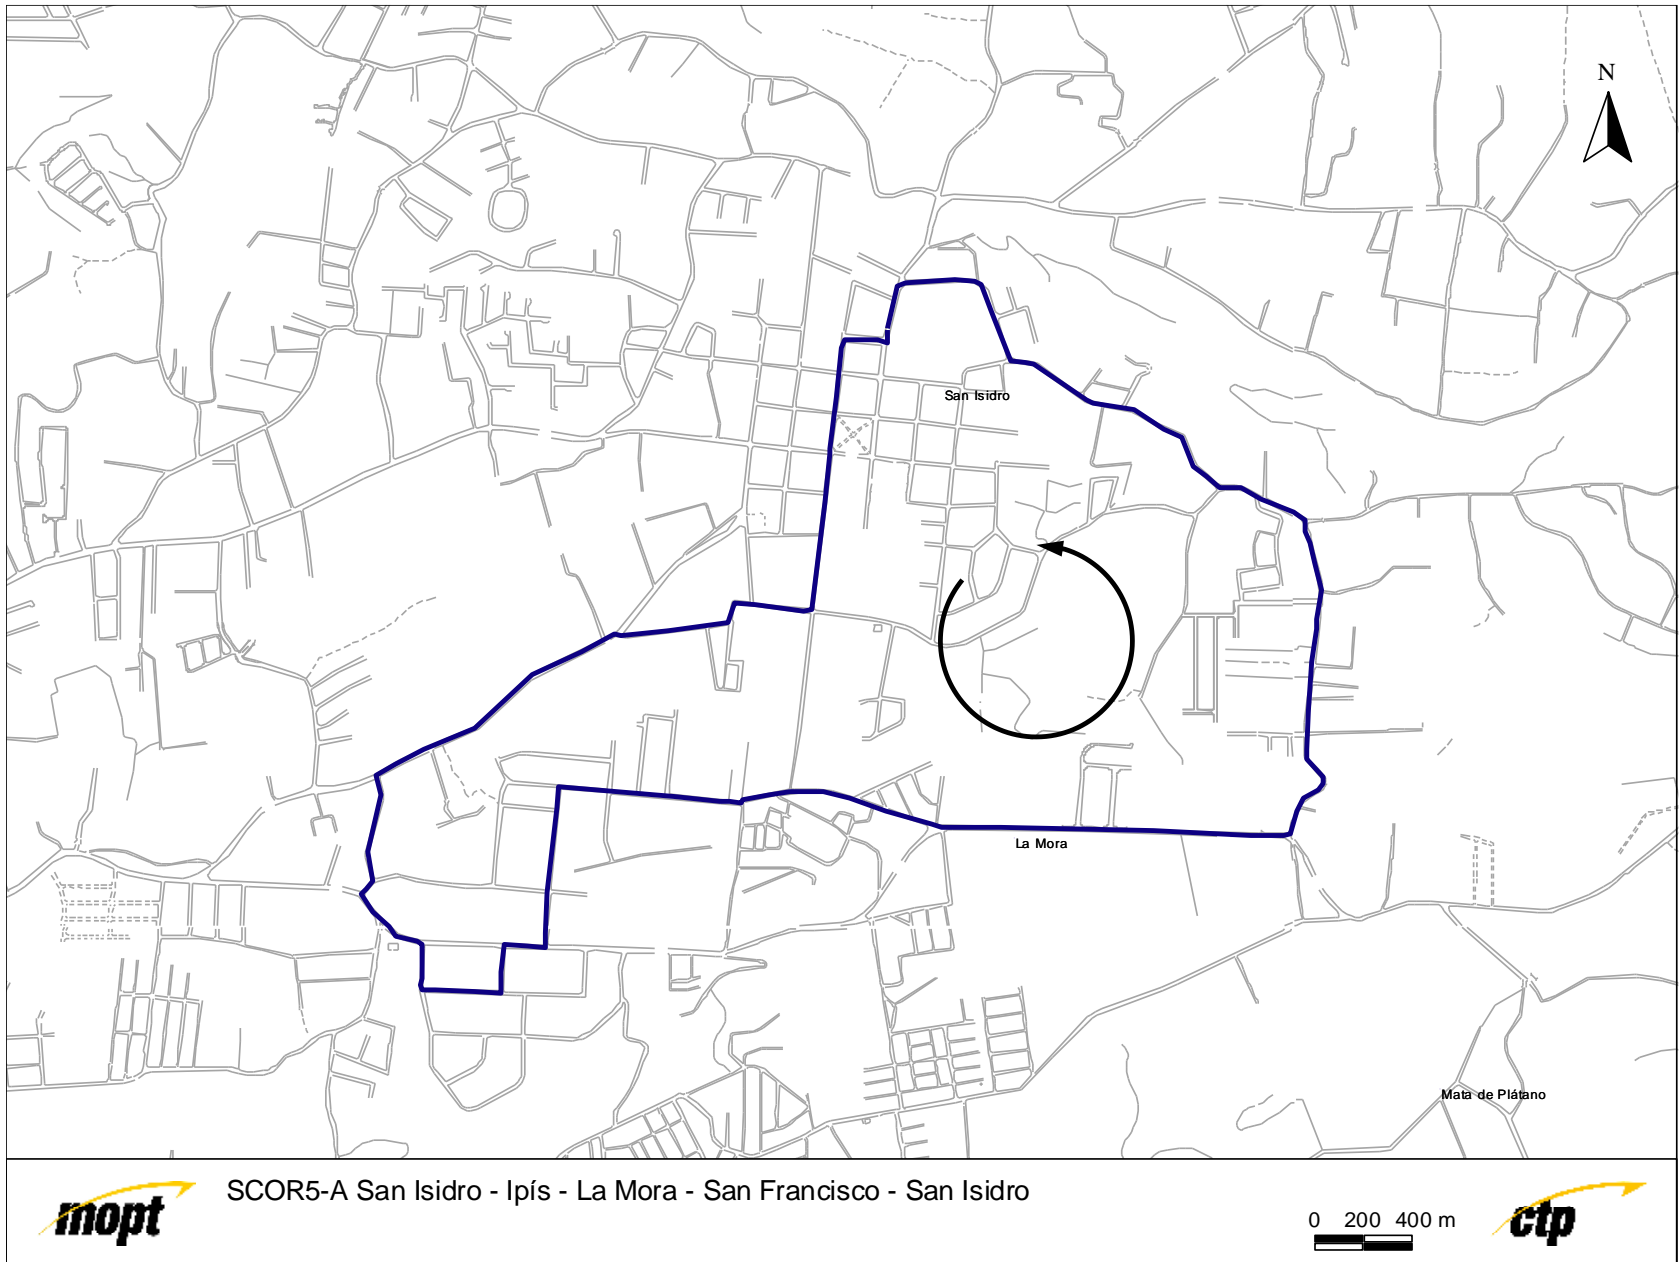 N
San Isidro
La Mora
Mata de Plátano
mopt
SCOR5-A San Isidro - Ipís - La Mora - San Francisco - San Isidro
0 200 400 m
ctp